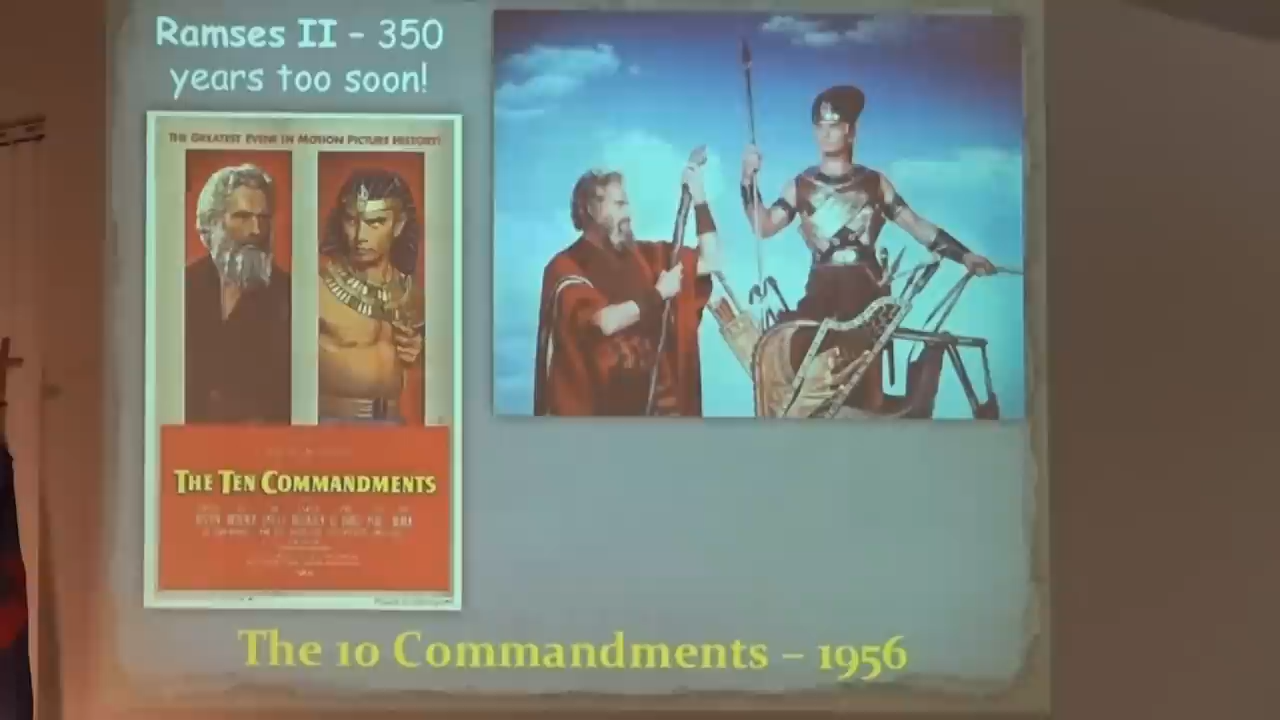 Ramses II – 350
years too soon!
THE GREATEST EVENT IN MOTION PICTURE HISTORY!
THE TEN COMMANDMENTS
The 10 Commandments – 1956